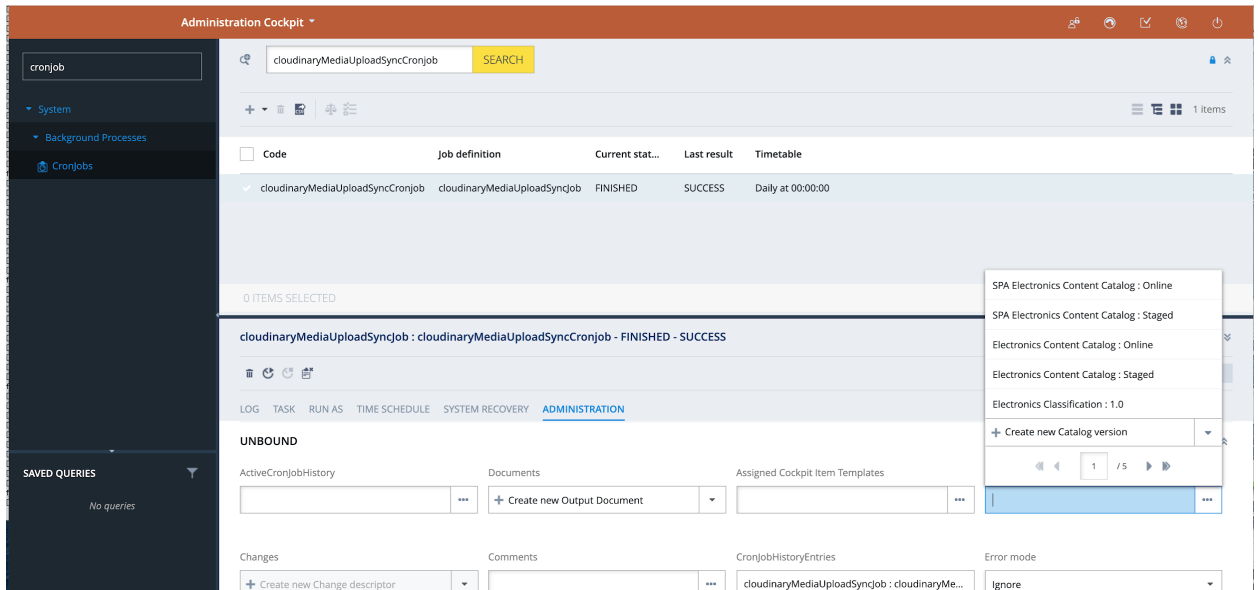 Administration Cockpit
cronjob
cloudinaryMediaUploadSyncCronjob
SEARCH
System
Background Processes
CronJobs
1 items
Code Job definition Current stat... Last result Timetable
cloudinaryMediaUploadSyncCronjob cloudinaryMediaUploadSyncJob FINISHED SUCCESS Daily at 00:00:00
0 ITEMS SELECTED
SPA Electronics Content Catalog : Online
SPA Electronics Content Catalog : Staged
Electronics Content Catalog : Online
Electronics Content Catalog : Staged
Electronics Classification : 1.0
Create new Catalog version
1 /5
cloudinaryMediaUploadSyncJob : cloudinaryMediaUploadSyncCronjob - FINISHED - SUCCESS
LOG TASK RUN AS TIME SCHEDULE SYSTEM RECOVERY ADMINISTRATION
UNBOUND
SAVED QUERIES
No queries
ActiveCronJobHistory Documents Assigned Cockpit Item Templates
Create new Output Document
Changes Comments CronJobHistoryEntries Error mode
Create new Change descriptor cloudinaryMediaUploadSyncJob : cloudinaryMe... Ignore